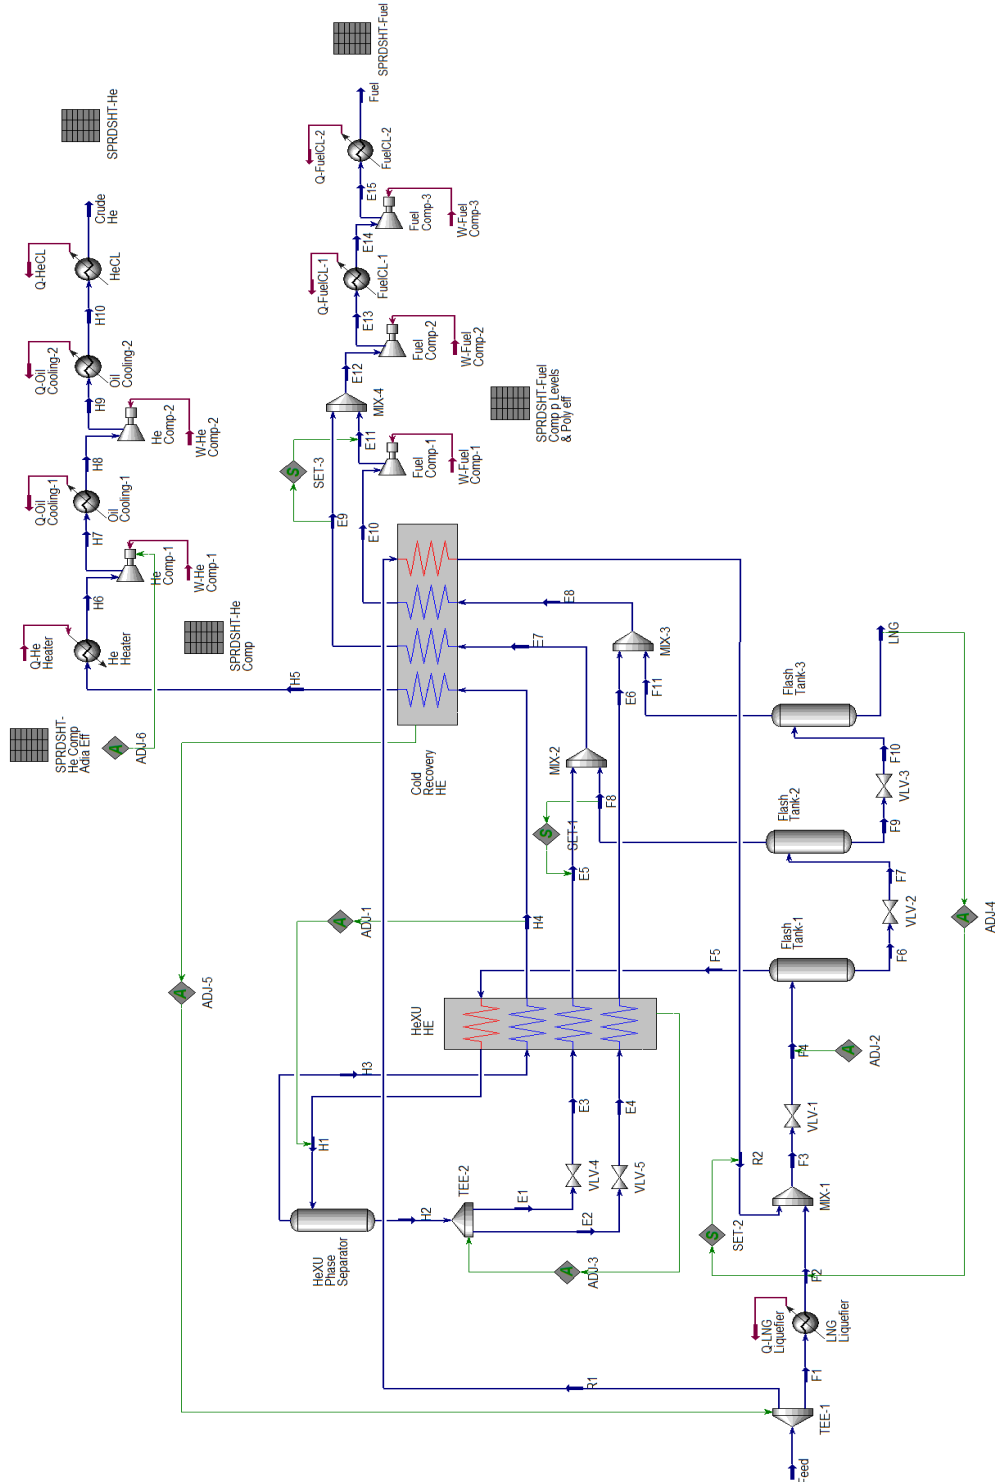 SPRDSHT-Fuel
Fuel
Q-FuelCL-2
FuelCL-2
E15
Fuel
Comp-3
W-Fuel
Comp-3
E14
Q-FuelCL-1
FuelCL-1
E13
Fuel
Comp-2
W-Fuel
Comp-2
E12
MIX-4
SPRDSHT-Fuel
Comp p Levels
& Poly eff
SET-3
E11
Fuel
Comp-1
W-Fuel
Comp-1
E9
E10
SPRDSHT-He
Crude
He
Q-HeCL
HeCL
H10
Q-Oil
Cooling-2
Oil
Cooling-2
H9
He
Comp-2
W-He
Comp-2
H8
Q-Oil
Cooling-1
Oil
Cooling-1
H7
He
Comp-1
W-He
Comp-1
H6
Q-He
Heater
He
Heater
SPRDSHT-He
Comp
H5
SPRDSHT-
He Comp
Adia Eff
A
ADJ-6
Cold
Recovery
HE
E8
E7
MIX-3
E6
F11
LNG
Flash
Tank-3
MIX-2
F10
VLV-3
F9
Flash
Tank-2
F8
S
SET-1
E5
F7
VLV-2
F6
Flash
Tank-1
A
ADJ-4
A
ADJ-1
H4
F5
A
ADJ-5
HeXU
HE
H3
E3
E4
F4
A
ADJ-2
VLV-1
H1
VLV-4
VLV-5
R2
F3
TEE-2
E1
E2
H2
HeXU
Phase
Separator
S
SET-2
MIX-1
A
ADJ-3
F2
Q-LNG
Liquefier
LNG
Liquefier
R1
F1
TEE-1
Feed
S